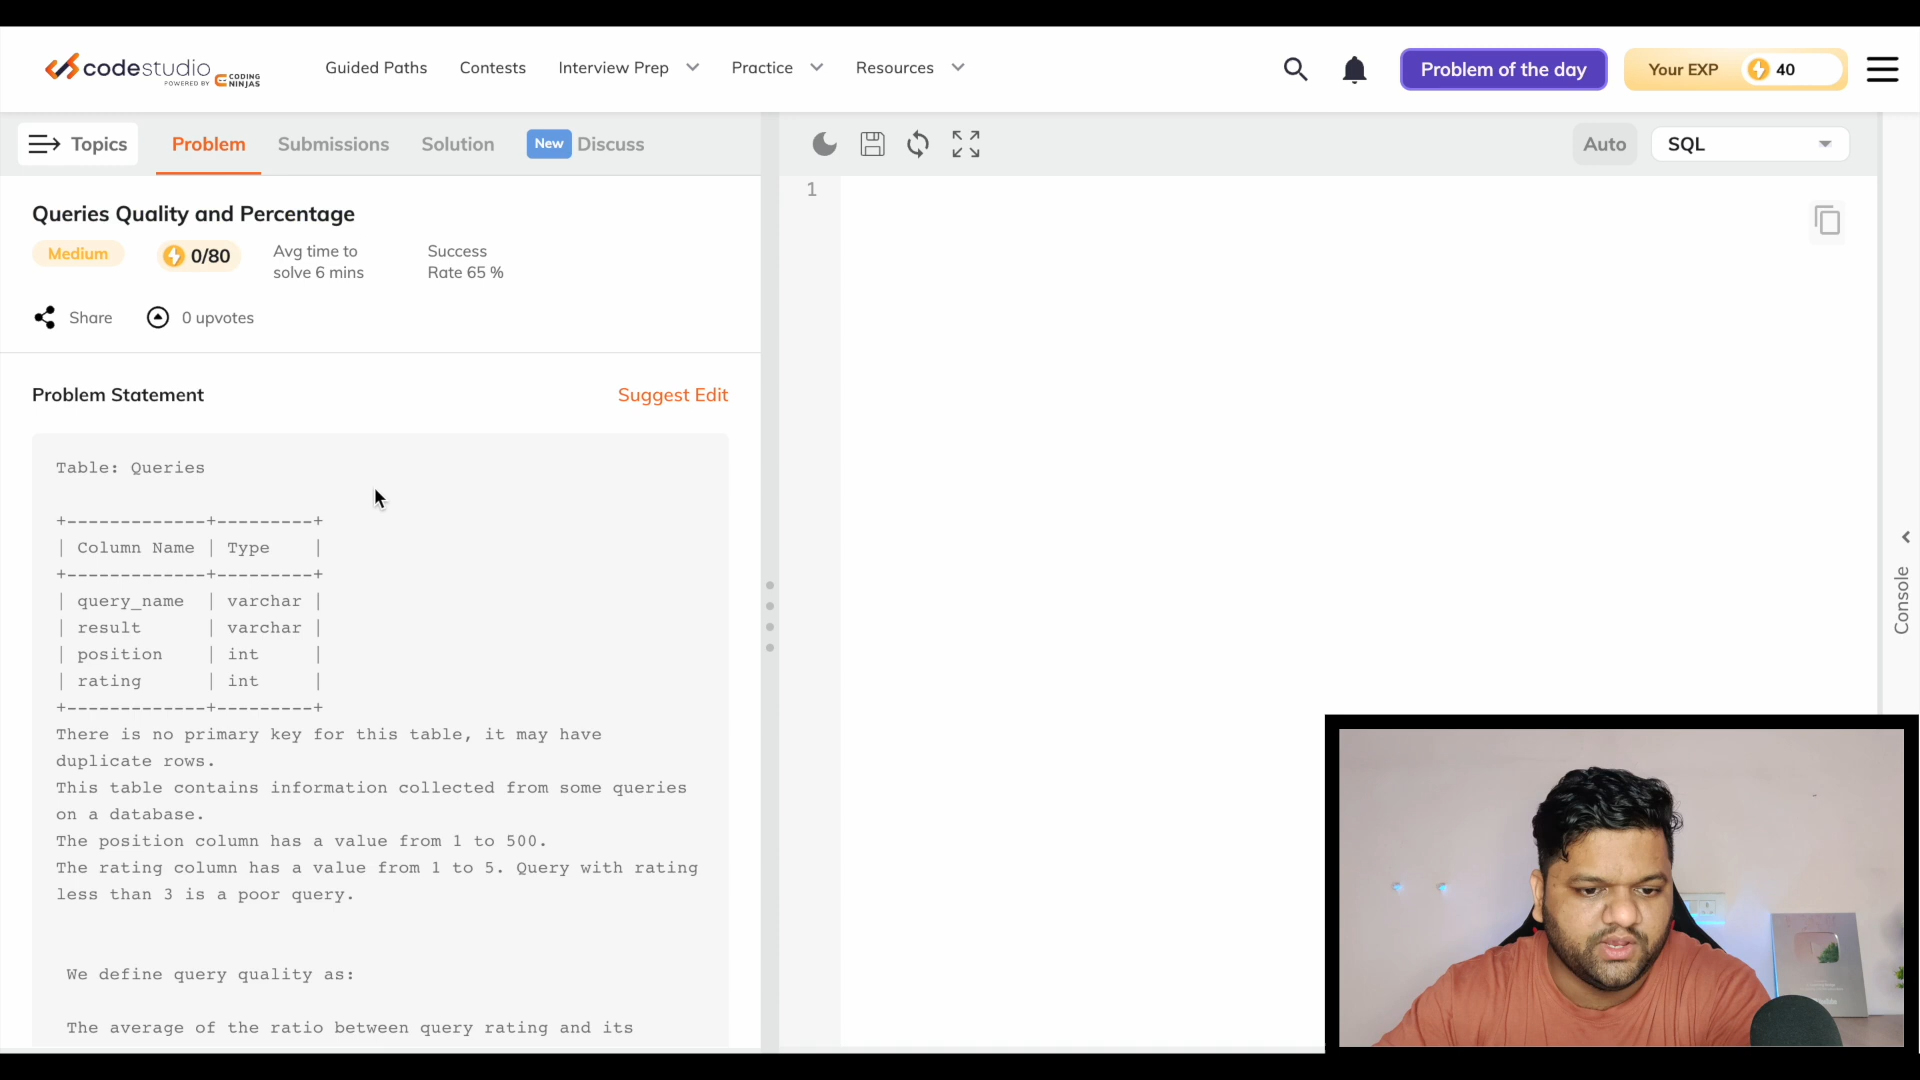 codestudio
POWERED BY CODING NINJAS
Guided Paths
Contests
Interview Prep
Practice
Resources
Problem of the day
Your EXP
40
Topics
Problem
Submissions
Solution
New
Discuss
Auto
SQL
1
Queries Quality and Percentage
Medium
0/80
Avg time to
solve 6 mins
Success
Rate 65 %
Share
0 upvotes
Problem Statement
Suggest Edit
Table: Queries
+-------------+---------+
| Column Name | Type    |
+-------------+---------+
| query_name  | varchar |
| result      | varchar |
| position    | int     |
| rating      | int     |
+-------------+---------+
There is no primary key for this table, it may have
duplicate rows.
This table contains information collected from some queries
on a database.
The position column has a value from 1 to 500.
The rating column has a value from 1 to 5. Query with rating
less than 3 is a poor query.
We define query quality as:
The average of the ratio between query rating and its
Console